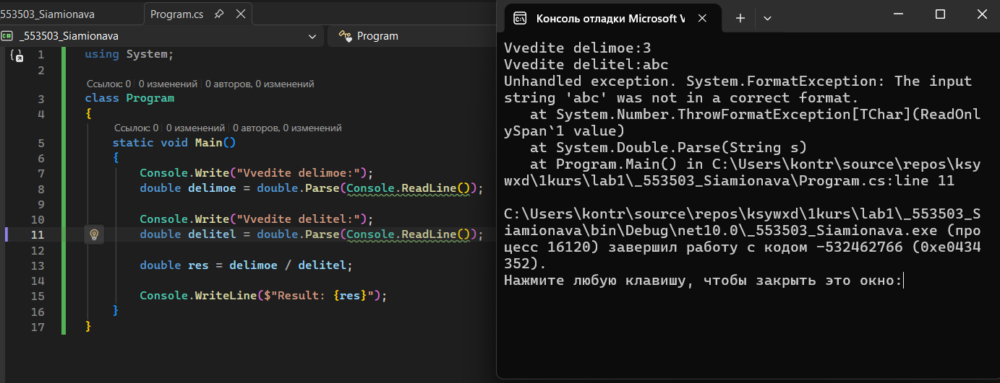 553503_Siamionava
Program.cs
_553503_Siamionava
Program
1 using System;
2
Ссылок: 0 | 0 изменений | 0 авторов, 0 изменений
3 class Program
4 {
Ссылок: 0 | 0 изменений | 0 авторов, 0 изменений
5 static void Main()
6 {
7 Console.Write("Vvedite delimoe:");
8 double delimoe = double.Parse(Console.ReadLine());
9
10 Console.Write("Vvedite delitel:");
11 double delitel = double.Parse(Console.ReadLine());
12
13 double res = delimoe / delitel;
14
15 Console.WriteLine($"Result: {res}");
16 }
17 }
Консоль отладки Microsoft V
Vvedite delimoe:3
Vvedite delitel:abc
Unhandled exception. System.FormatException: The input
string 'abc' was not in a correct format.
at System.Number.ThrowFormatException[TChar](ReadOnl
ySpan`1 value)
at System.Double.Parse(String s)
at Program.Main() in C:\Users\kontr\source\repos\ksy
wxd\1kurs\lab1\_553503_Siamionava\Program.cs:line 11
C:\Users\kontr\source\repos\ksywxd\1kurs\lab1\_553503_S
iamionava\bin\Debug\net10.0\_553503_Siamionava.exe (про
цесс 16120) завершил работу с кодом -532462766 (0xe0434
352).
Нажмите любую клавишу, чтобы закрыть это окно: